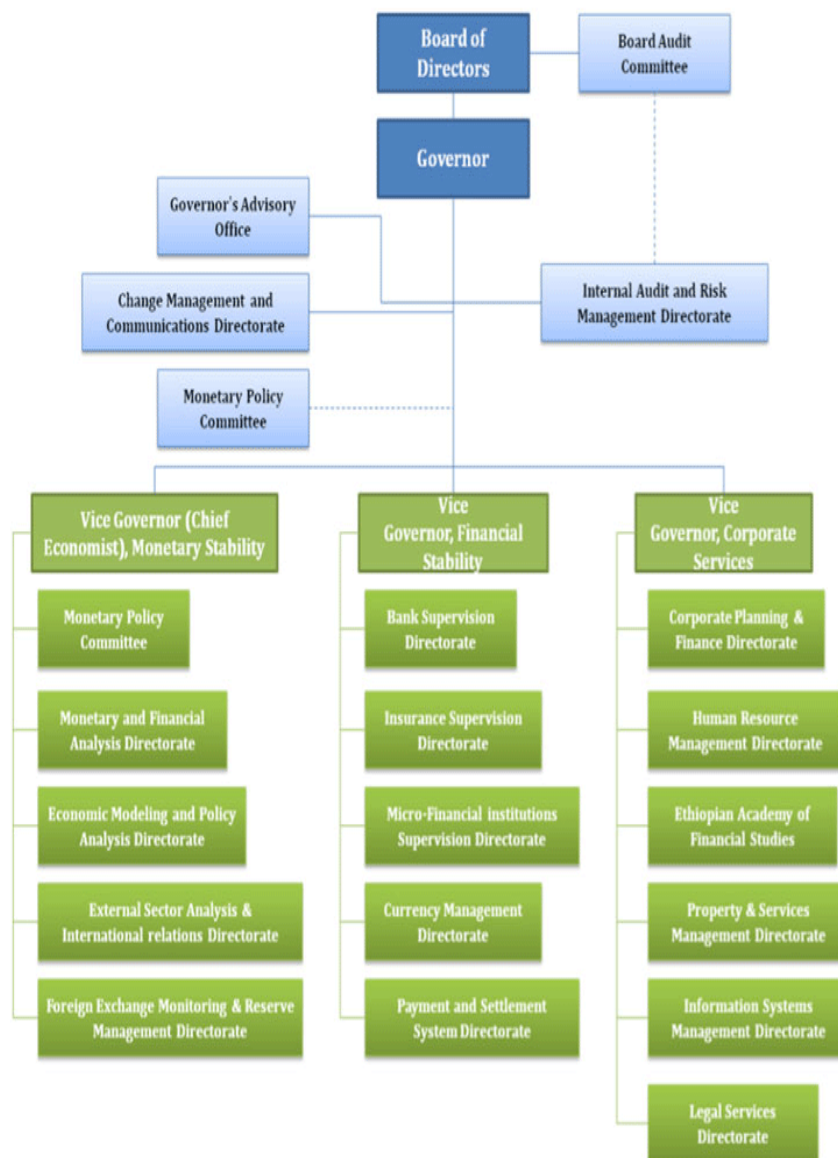 Board of
Directors
Board Audit
Committee
Governor
Governor's Advisory
Office
Change Management and
Communications Directorate
Internal Audit and Risk
Management Directorate
Monetary Policy
Committee
Vice Governor (Chief
Economist), Monetary Stability
Monetary Policy
Committee
Monetary and Financial
Analysis Directorate
Economic Modeling and Policy
Analysis Directorate
External Sector Analysis &
International relations Directorate
Foreign Exchange Monitoring & Reserve
Management Directorate
Vice
Governor, Financial
Stability
Bank Supervision
Directorate
Insurance Supervision
Directorate
Micro-Financial institutions
Supervision Directorate
Currency Management
Directorate
Payment and Settlement
System Directorate
Vice
Governor, Corporate
Services
Corporate Planning &
Finance Directorate
Human Resource
Management Directorate
Ethiopian Academy of
Financial Studies
Property & Services
Management Directorate
Information Systems
Management Directorate
Legal Services
Directorate